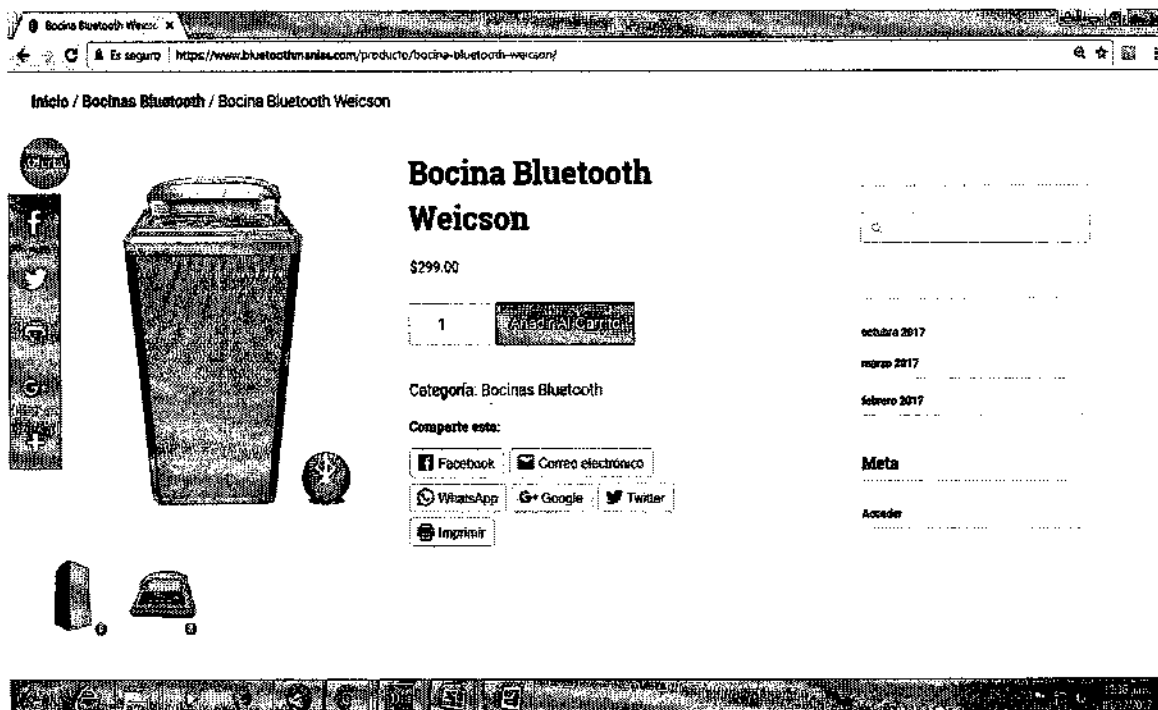 Bocina Bluetooth Weicso x
Es seguro | https://www.bluetoothmanias.com/producto/bocina-bluetooth-weicson/
Inicio / Bocinas Bluetooth / Bocina Bluetooth Weicson
¡Oferta!
Bocina Bluetooth
Weicson
$299.00
1 Añadir Al Carrito
Categoría: Bocinas Bluetooth
Comparte esto:
Facebook Correo electrónico
WhatsApp G+ Google Twitter
Imprimir
octubre 2017
marzo 2017
febrero 2017
Meta
Acceder